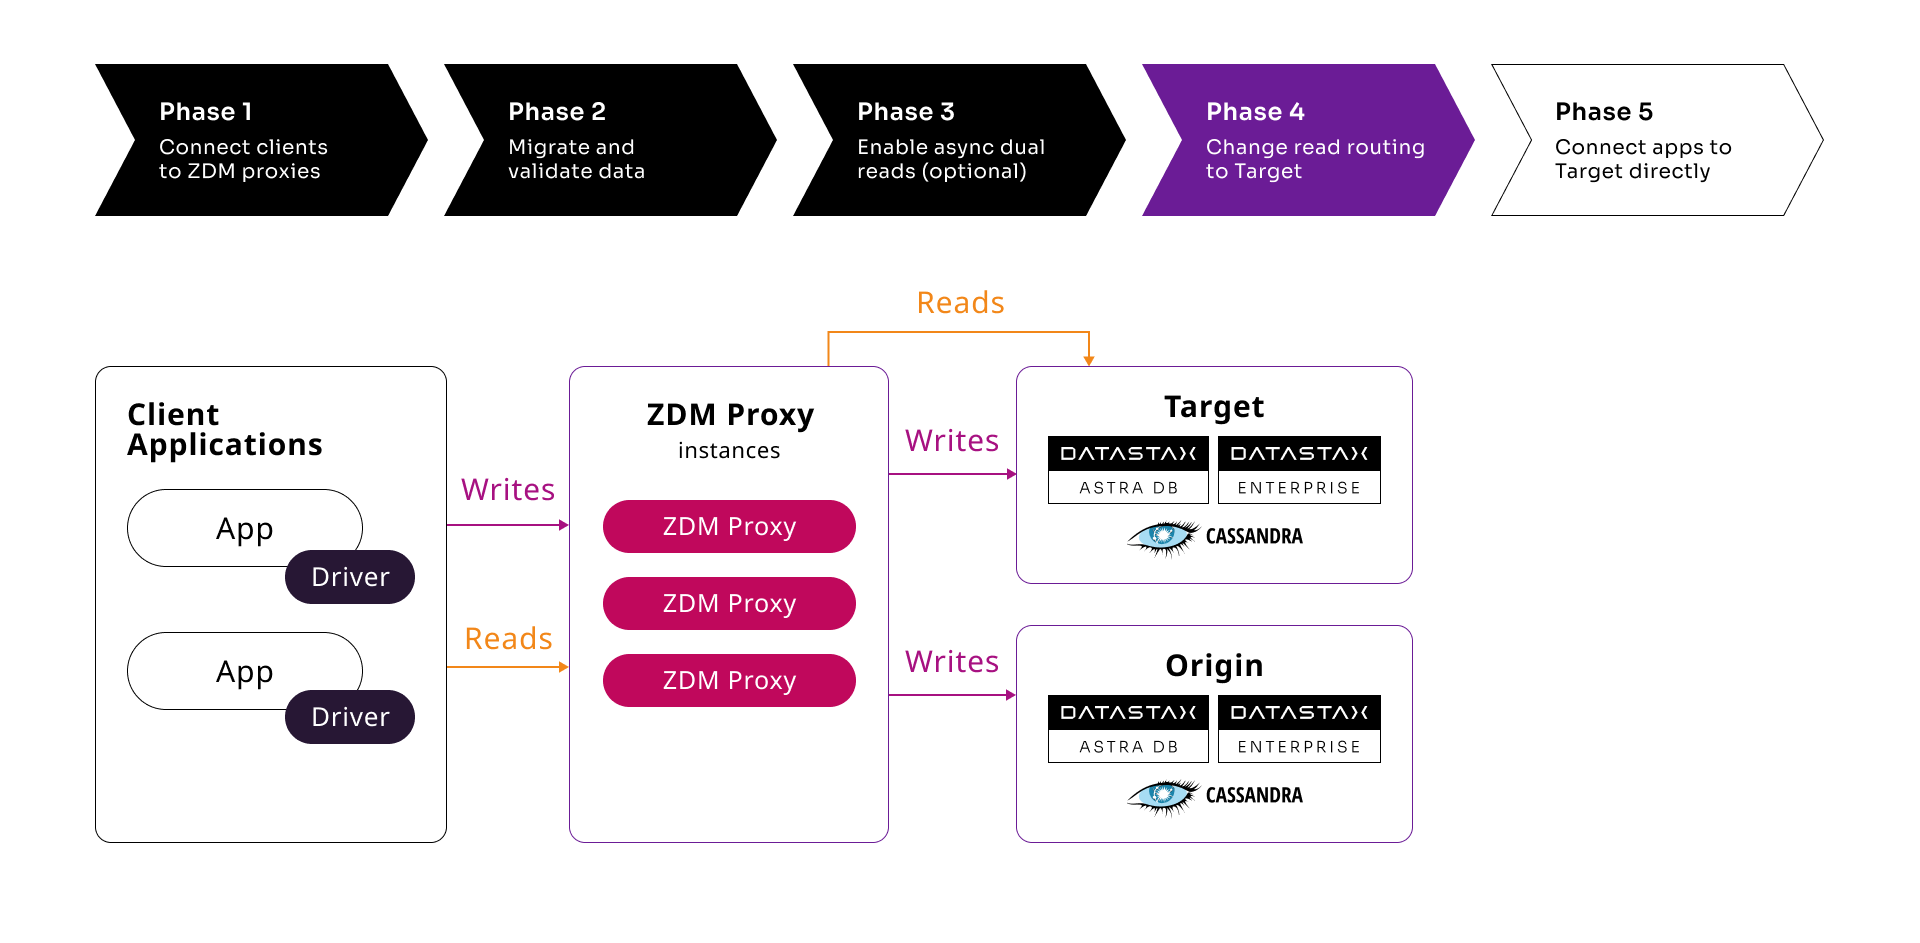 Phase 1
Connect clients
to ZDM proxies
Phase 2
Migrate and
validate data
Phase 3
Enable async dual
reads (optional)
Phase 4
Change read routing
to Target
Phase 5
Connect apps to
Target directly
Reads
Client
Applications
App
Driver
App
Driver
Writes
Reads
ZDM Proxy
instances
ZDM Proxy
ZDM Proxy
ZDM Proxy
Writes
Writes
Target
DATASTAX
ASTRA DB
DATASTAX
ENTERPRISE
CASSANDRA
Origin
DATASTAX
ASTRA DB
DATASTAX
ENTERPRISE
CASSANDRA